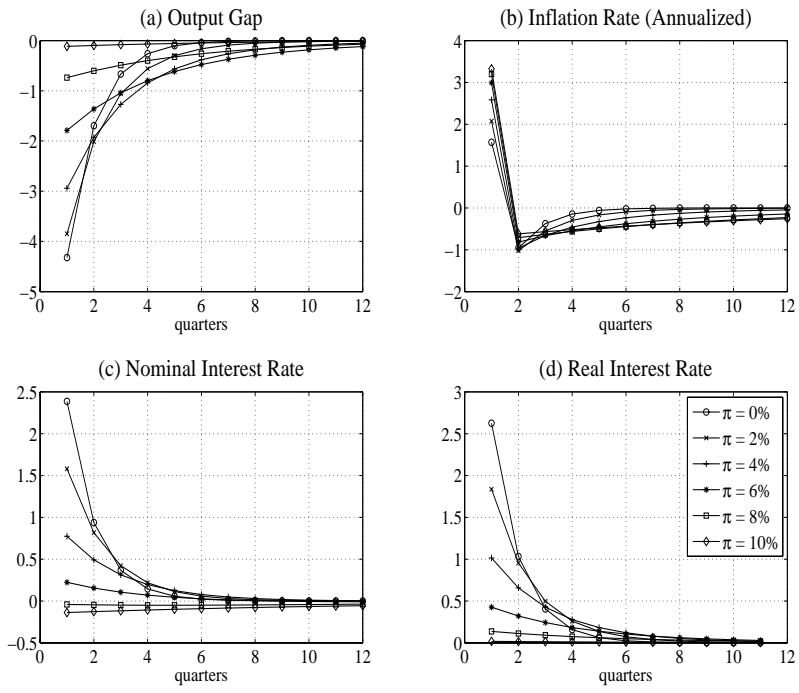 (a) Output Gap
0
−1
−2
−3
−4
−5
0 2 4 6 8 10 12
quarters
(b) Inflation Rate (Annualized)
4
3
2
1
0
−1
−2
0 2 4 6 8 10 12
quarters
(c) Nominal Interest Rate
2.5
2
1.5
1
0.5
0
−0.5
0 2 4 6 8 10 12
quarters
(d) Real Interest Rate
3
2.5
2
1.5
1
0.5
0
0 2 4 6 8 10 12
quarters
π = 0%
π = 2%
π = 4%
π = 6%
π = 8%
π = 10%